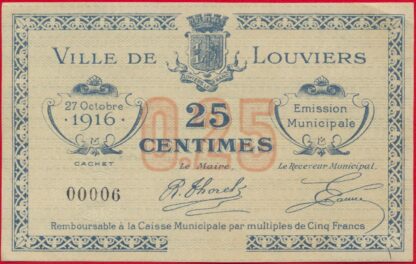 VILLE DE LOUVIERS
27 Octobre
1916
CACHET
0.25
25
CENTIMES
Emission
Municipale
Le Maire,
Le Receveur Municipal,
00006
Remboursable à la Caisse Municipale par multiples de Cinq Francs